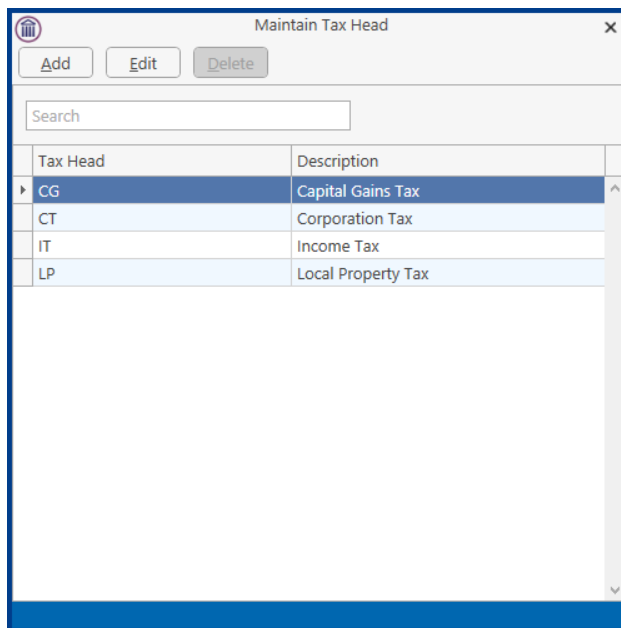 Maintain Tax Head
Add Edit Delete
Search
Tax Head Description
CG Capital Gains Tax
CT Corporation Tax
IT Income Tax
LP Local Property Tax